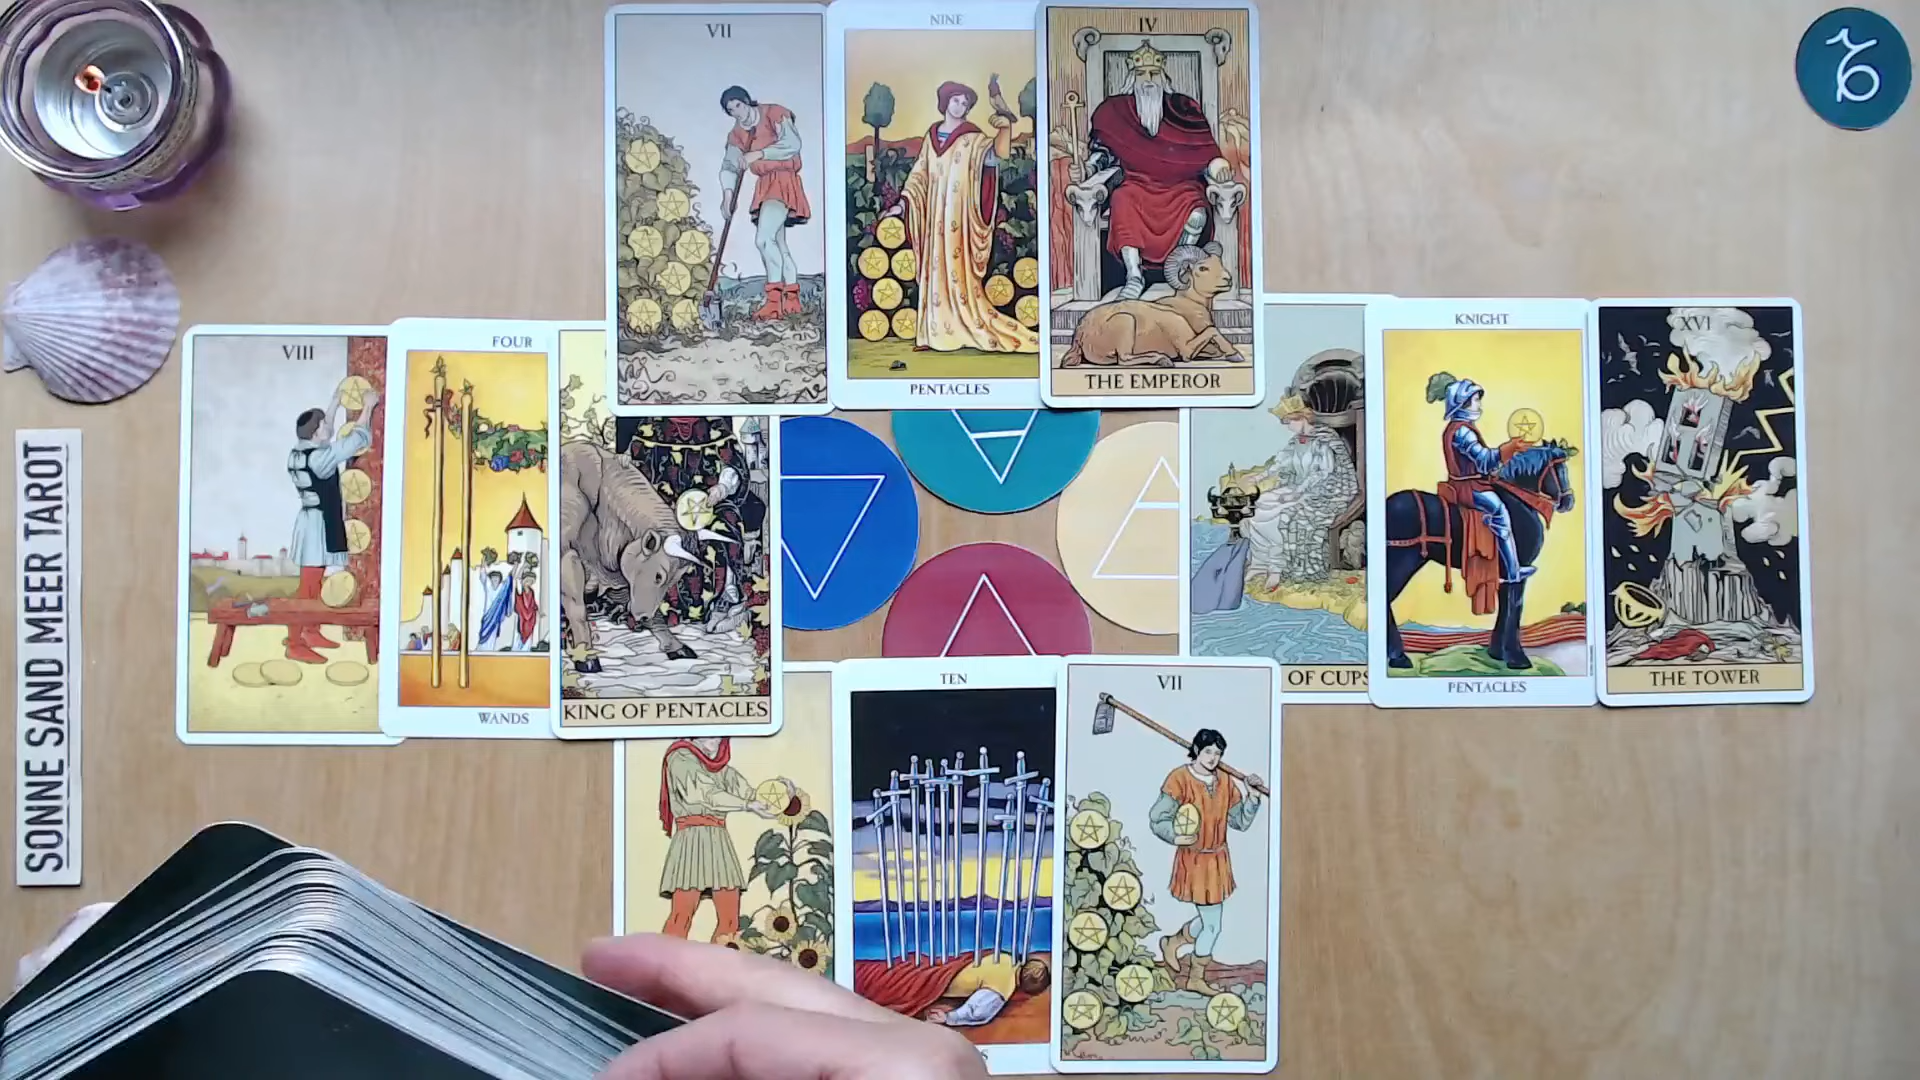 VII
NINE
PENTACLES
IV
THE EMPEROR
VIII
FOUR
WANDS
KING OF PENTACLES
OF CUPS
KNIGHT
PENTACLES
XVI
THE TOWER
SONNE SAND MEER TAROT
TEN
VII